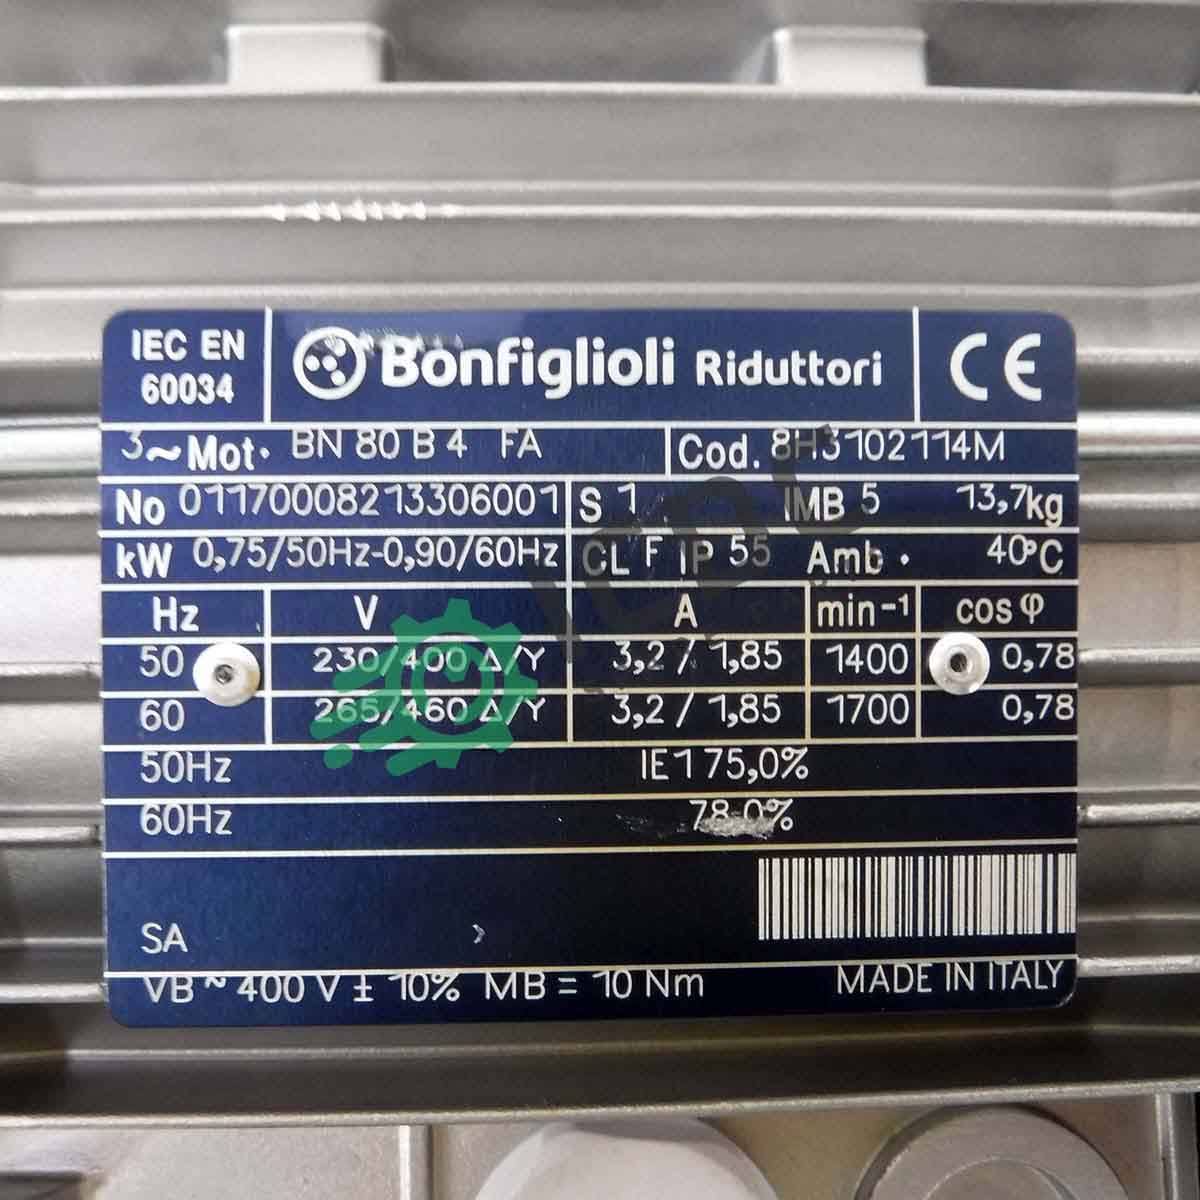 IEC EN
60034
Bonfiglioli Riduttori
CE
3~Mot. BN 80 B 4 FA
Cod. 8H3102114M
No 01170008213306001
S 1 IMB 5 13,7kg
kW 0,75/50Hz-0,90/60Hz
CL F IP 55 Amb. 40°C
Hz V A min-1 cos φ
50 230/400 Δ/Y 3,2 / 1,85 1400 0,78
60 265/460 Δ/Y 3,2 / 1,85 1700 0,78
50Hz IE1 75,0%
60Hz 78,0%
SA
VB ~ 400 V ± 10% MB = 10 Nm
MADE IN ITALY